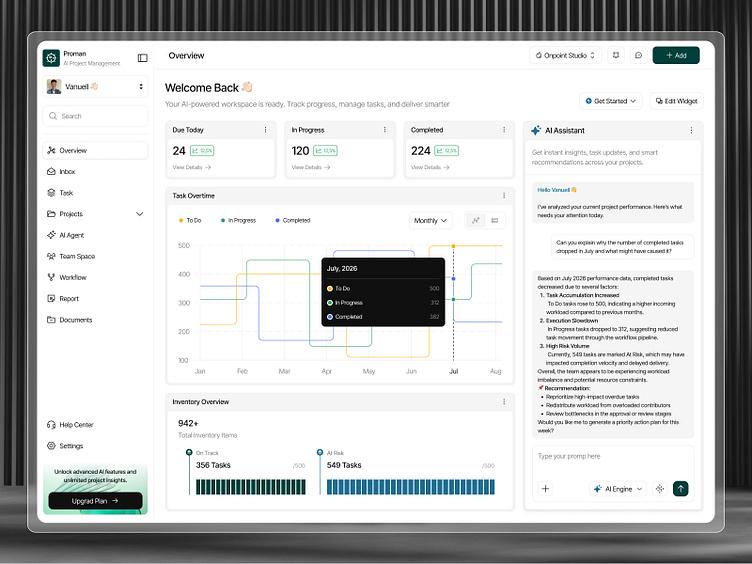 Proman
AI Project Management
Vanuell 👋🏻
Search
Overview
Inbox
Task
Projects
AI Agent
Team Space
Workflow
Report
Documents
Help Center
Settings
Unlock advanced AI features and
unlimited project insights.
Upgrad Plan →
Overview
Onpoint Studio
+ Add
Welcome Back 👋🏻
Your AI-powered workspace is ready. Track progress, manage tasks, and deliver smarter
Get Started
Edit Widget
Due Today
24 12,5%
View Details →
In Progress
120 12,5%
View Details →
Completed
224 12,5%
View Details →
Task Overtime
To Do In Progress Completed
Monthly
500
400
300
200
100
Jan Feb Mar Apr May Jun Jul Aug
July, 2026
To Do 500
In Progress 312
Completed 382
Inventory Overview
942+
Total Inventory Items
On Track
356 Tasks /500
At Risk
549 Tasks /500
AI Assistant
Get instant insights, task updates, and smart
recommendations across your projects.
Hello Vanuell 👋
I've analyzed your current project performance. Here's what
needs your attention today.
Can you explain why the number of completed tasks
dropped in July and what might have caused it?
Based on July 2026 performance data, completed tasks
decreased due to several factors:
1. Task Accumulation Increased
To Do tasks rose to 500, indicating a higher incoming
workload compared to previous months.
2. Execution Slowdown
In Progress tasks dropped to 312, suggesting reduced
task movement through the workflow pipeline.
3. High Risk Volume
Currently, 549 tasks are marked At Risk, which may have
impacted completion velocity and delayed delivery.
Overall, the team appears to be experiencing workload
imbalance and potential resource constraints.
🚀 Recommendation:
• Reprioritize high-impact overdue tasks
• Redistribute workload from overloaded contributors
• Review bottlenecks in the approval or review stages
Would you like me to generate a priority action plan for this
week?
Type your promp here
+
AI Engine